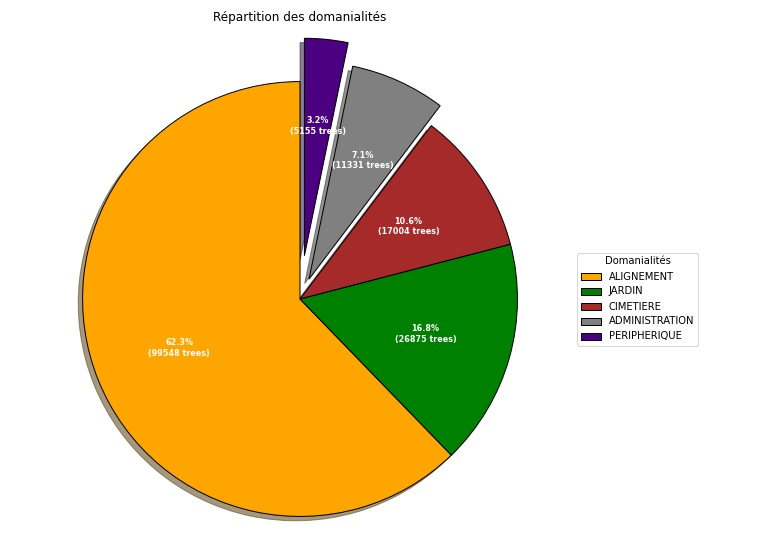 Répartition des domanialités
3.2%
(5155 trees)
7.1%
(11331 trees)
10.6%
(17004 trees)
16.8%
(26875 trees)
62.3%
(99548 trees)
Domanialités
ALIGNEMENT
JARDIN
CIMETIERE
ADMINISTRATION
PERIPHERIQUE